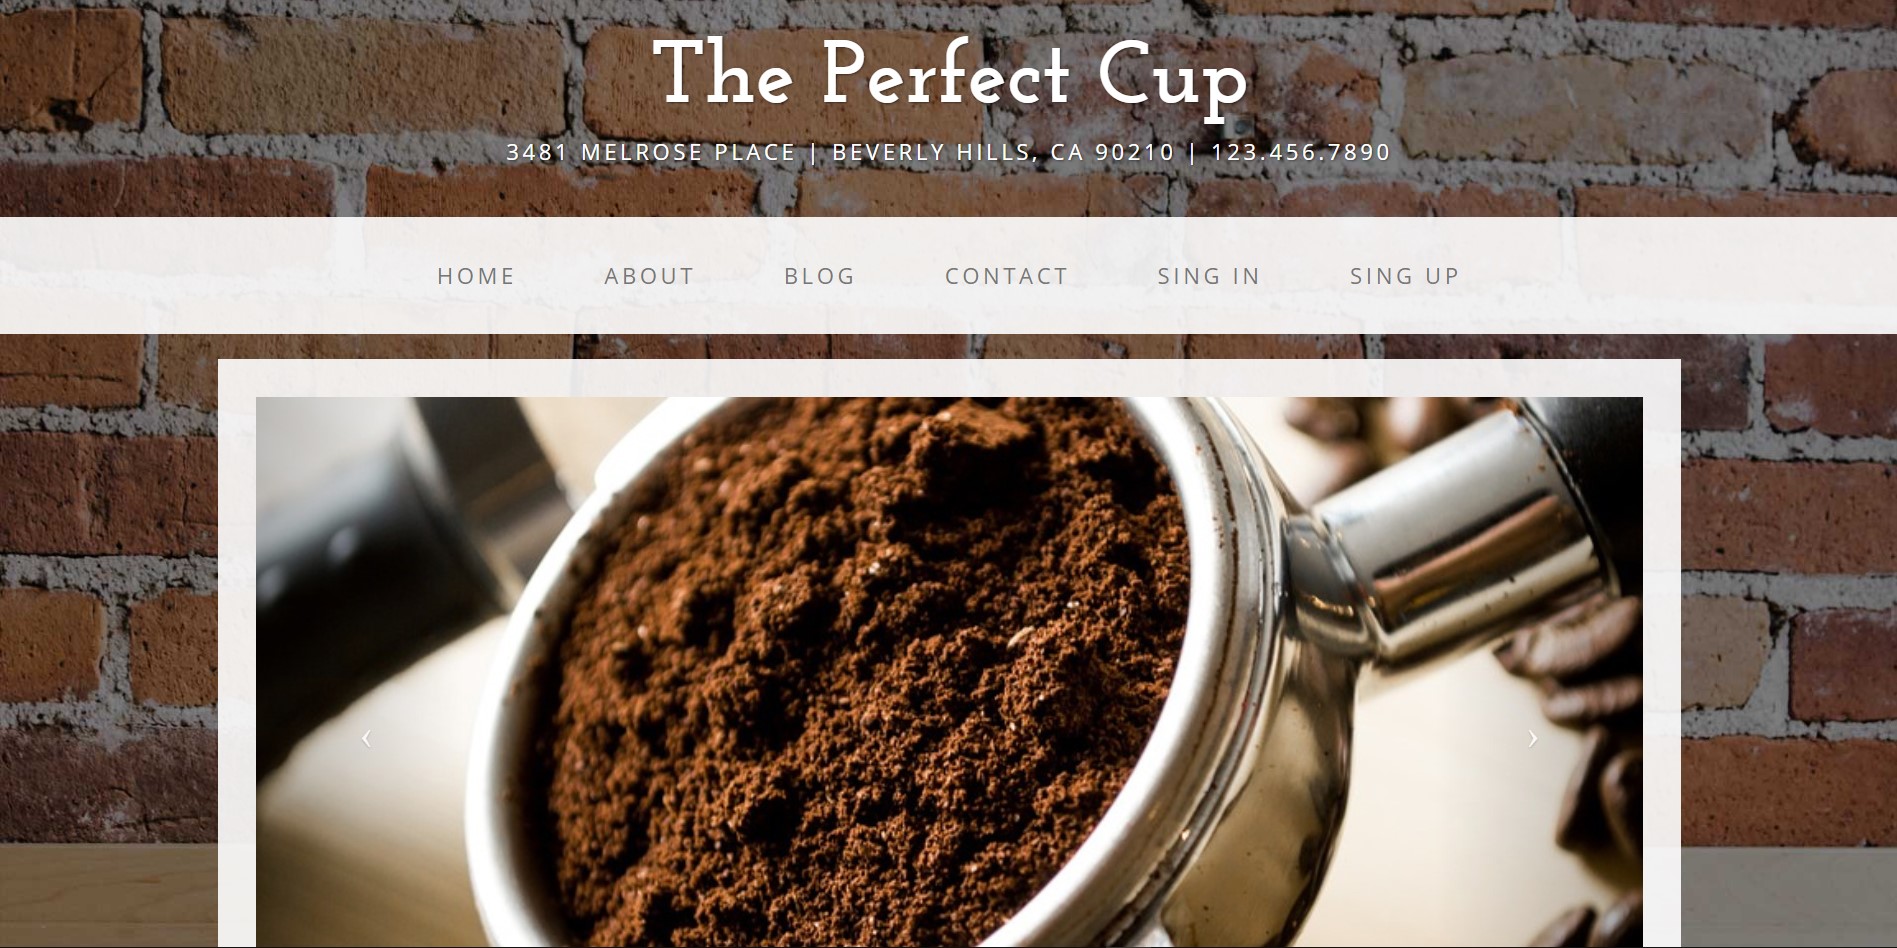 The Perfect Cup
3481 MELROSE PLACE | BEVERLY HILLS, CA 90210 | 123.456.7890
HOME ABOUT BLOG CONTACT SING IN SING UP